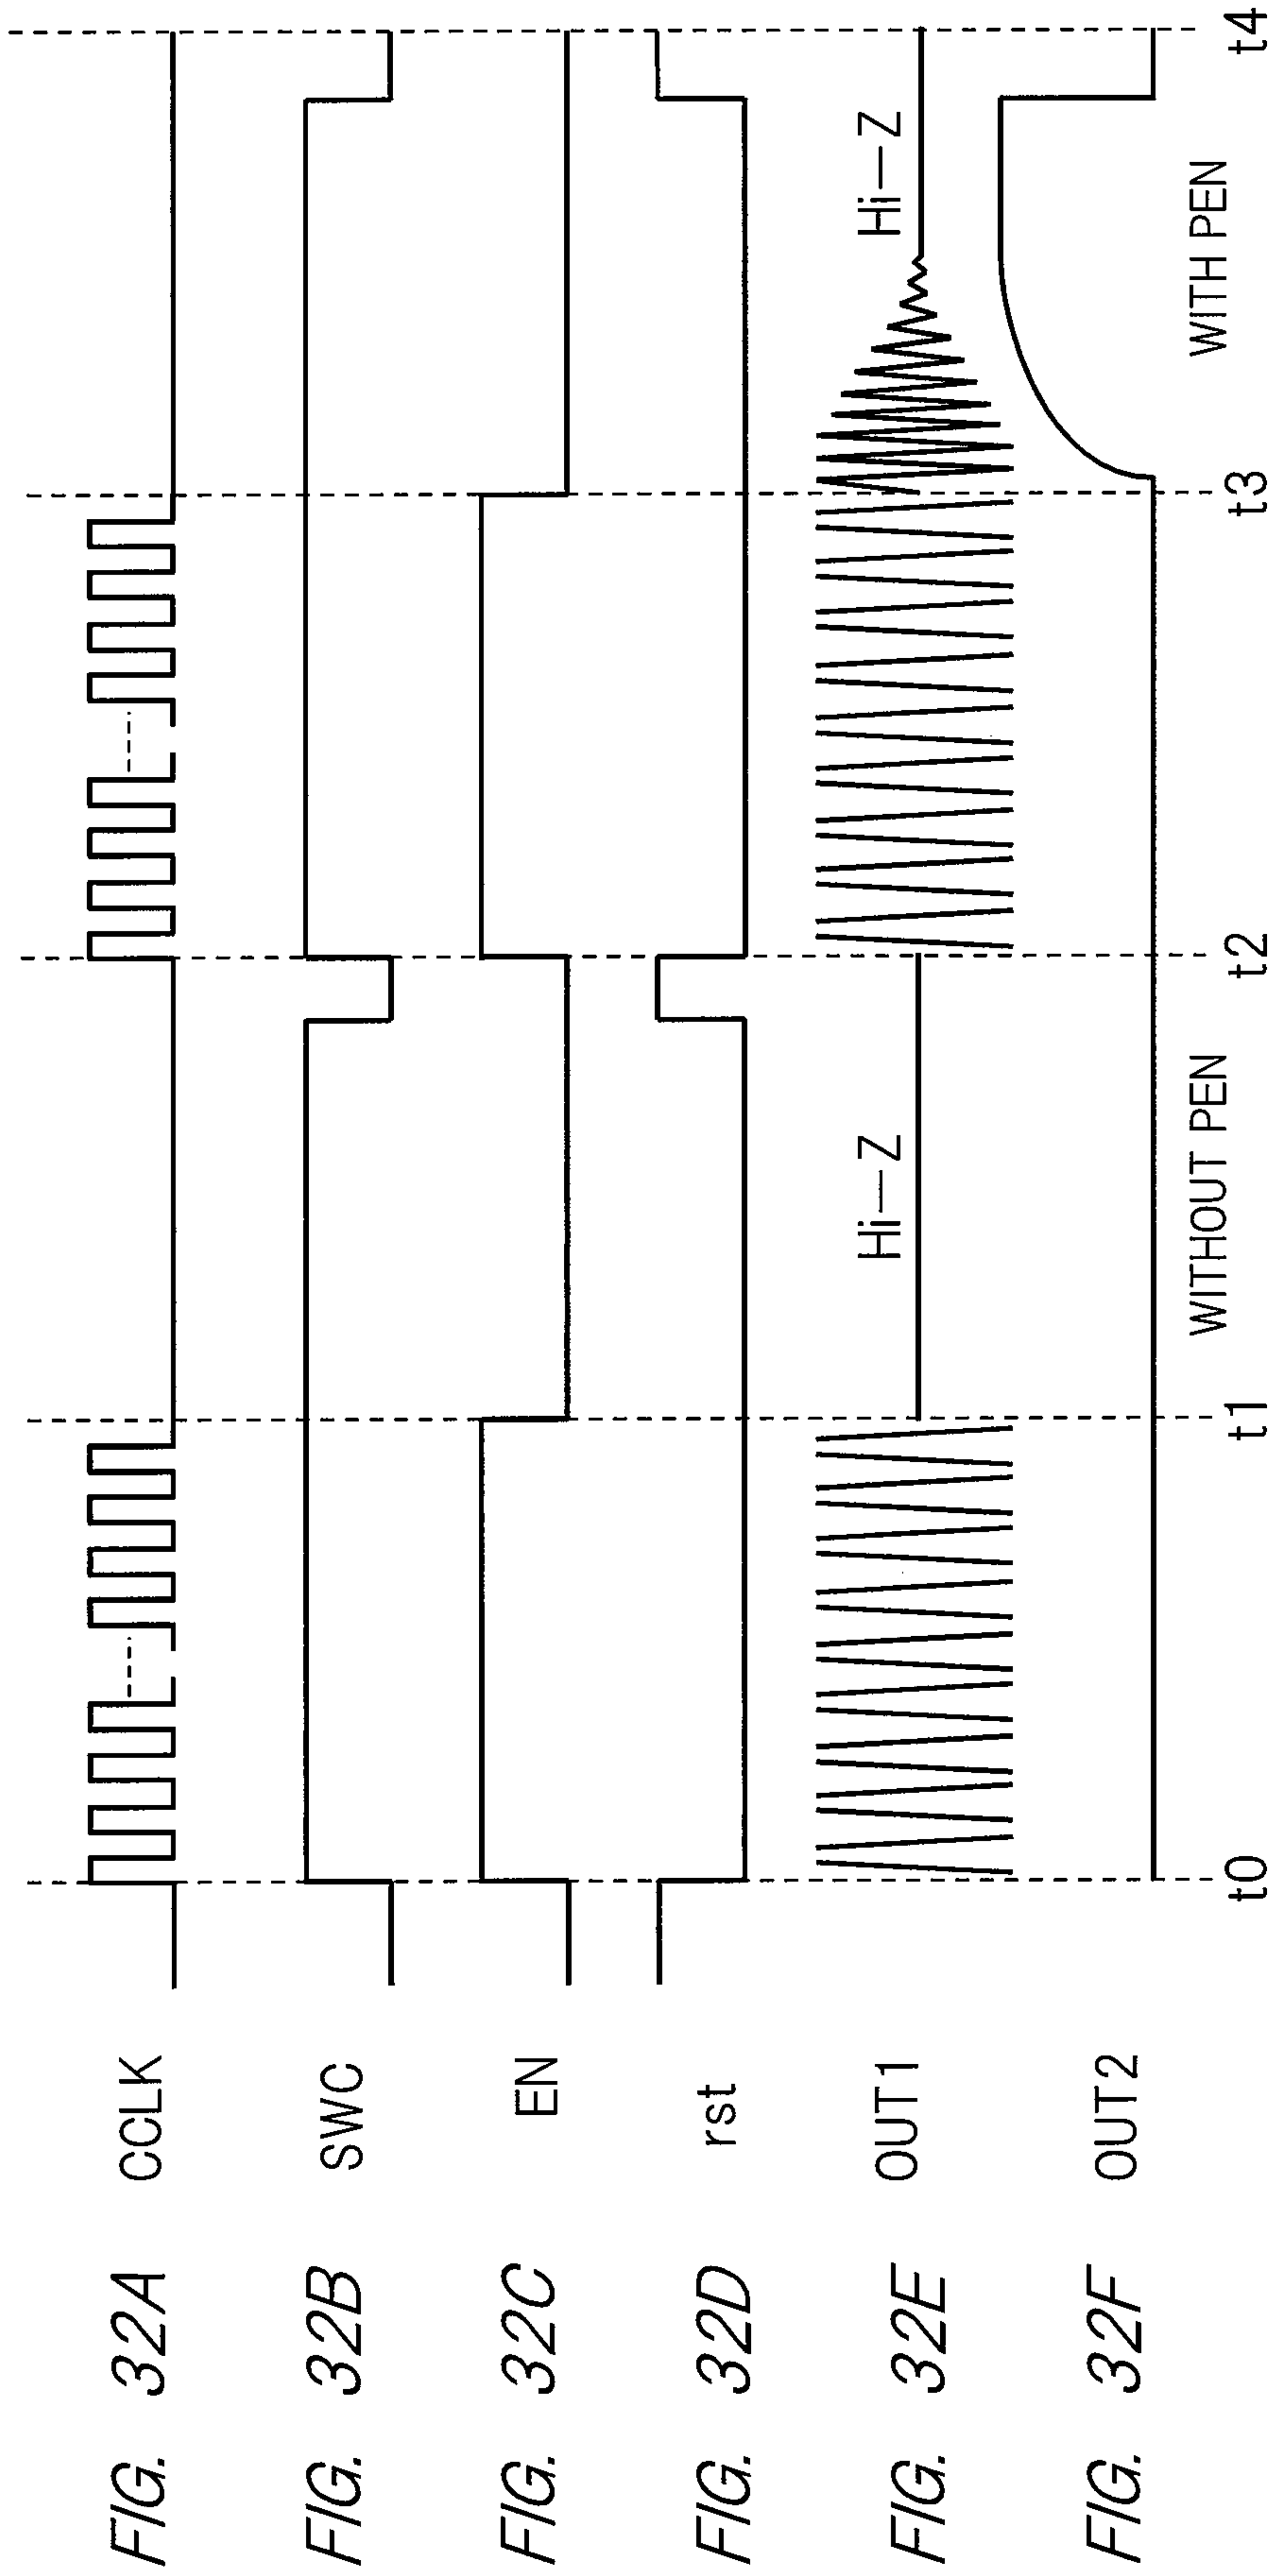 FIG. 32A CCLK
FIG. 32B SWC
FIG. 32C EN
FIG. 32D rst
FIG. 32E OUT1 Hi—Z Hi—Z
FIG. 32F OUT2
WITHOUT PEN WITH PEN
t0 t1 t2 t3 t4